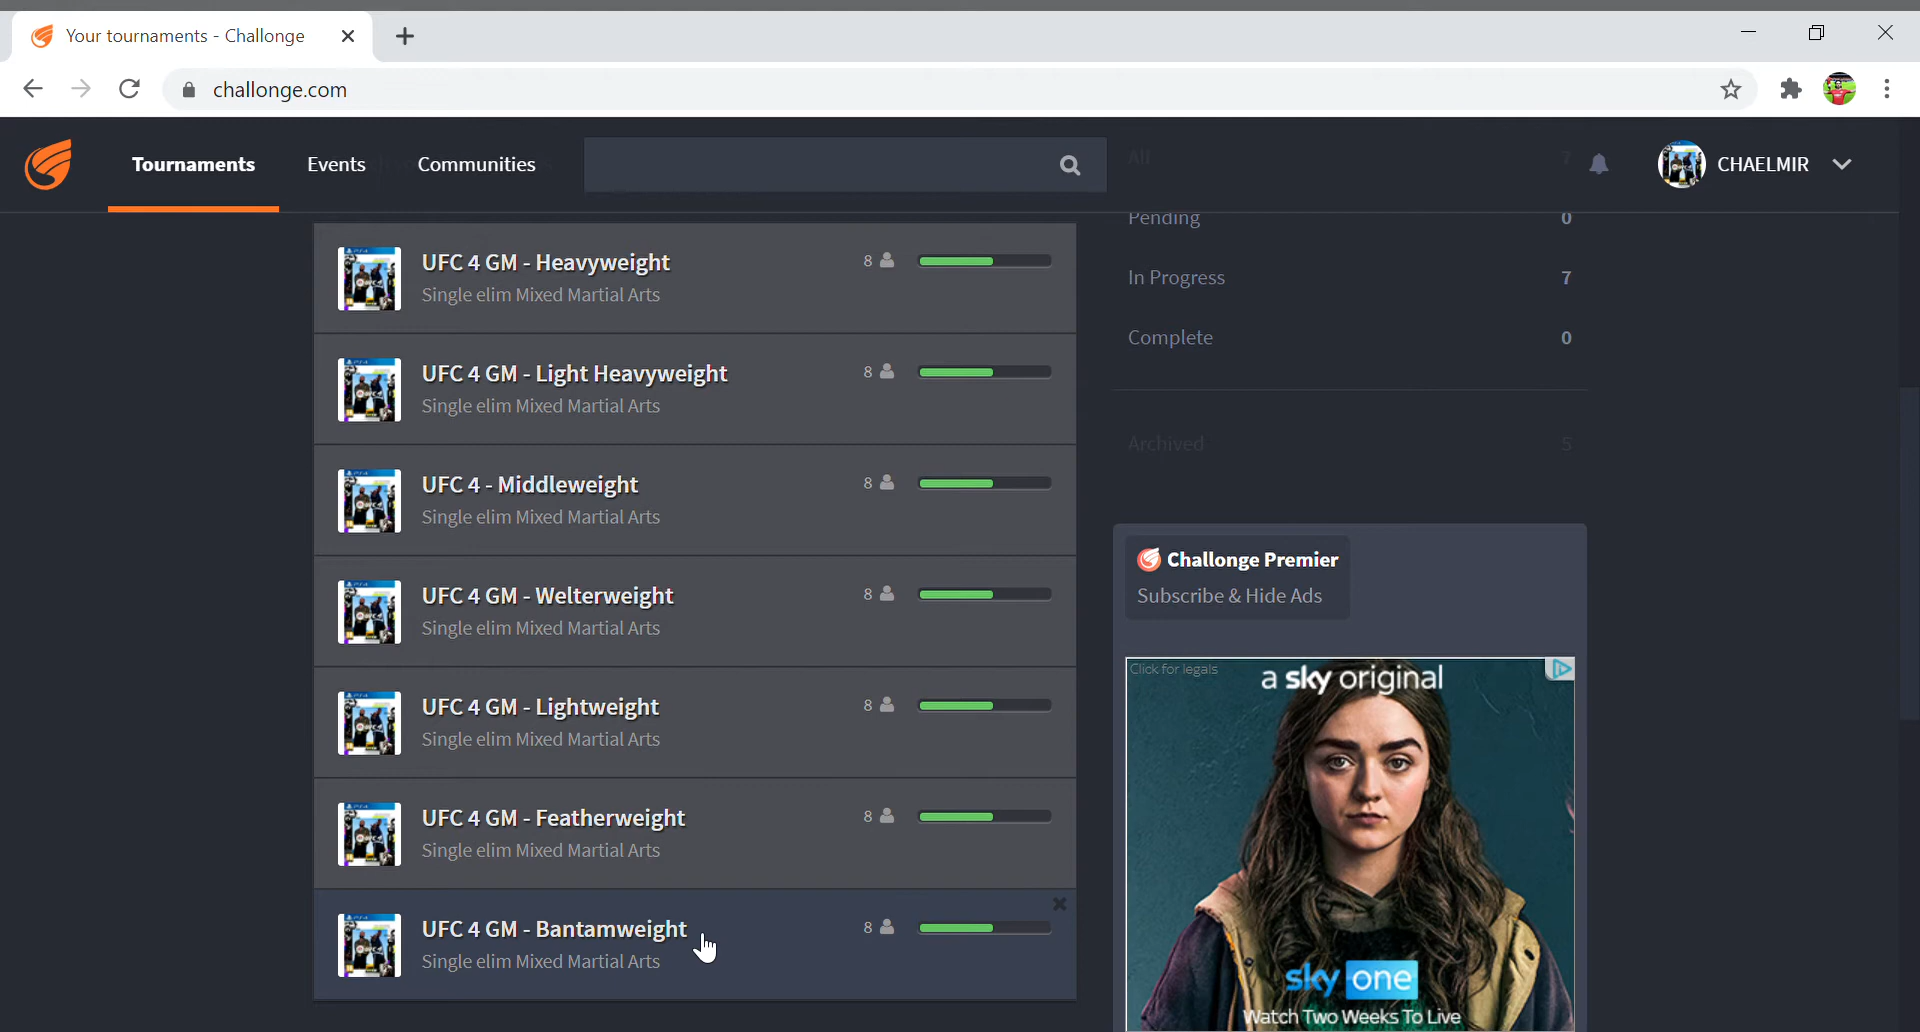 Your tournaments - Challonge
challonge.com
Tournaments
Events
Communities
All 7
CHAELMIR
Pending 0
In Progress 7
Complete 0
Archived 5
UFC 4 GM - Heavyweight 8
Single elim Mixed Martial Arts
UFC 4 GM - Light Heavyweight 8
Single elim Mixed Martial Arts
UFC 4 - Middleweight 8
Single elim Mixed Martial Arts
UFC 4 GM - Welterweight 8
Single elim Mixed Martial Arts
UFC 4 GM - Lightweight 8
Single elim Mixed Martial Arts
UFC 4 GM - Featherweight 8
Single elim Mixed Martial Arts
UFC 4 GM - Bantamweight 8
Single elim Mixed Martial Arts
Challonge Premier
Subscribe & Hide Ads
Click for legals
a sky original
sky one
Watch Two Weeks To Live